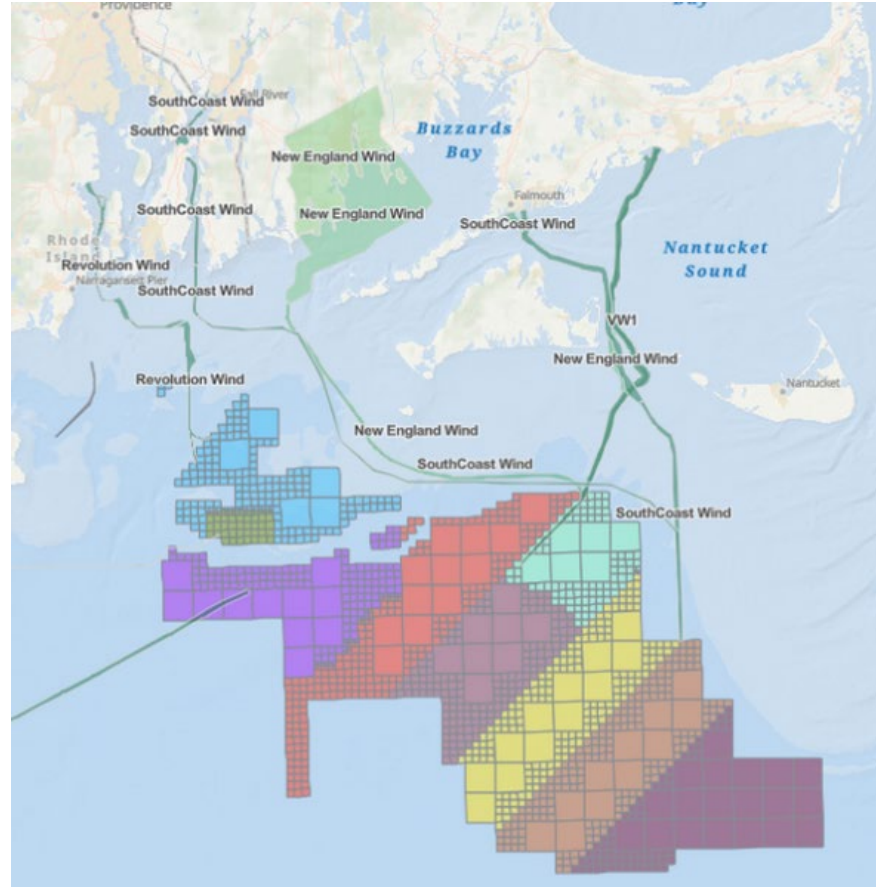 Providence
Bay
SouthCoast Wind
Fall River
SouthCoast Wind
Buzzards
Bay
New England Wind
Falmouth
SouthCoast Wind
New England Wind
SouthCoast Wind
Rhode
Island
Nantucket
Sound
Revolution Wind
Narragansett Pier
SouthCoast Wind
VW1
New England Wind
Revolution Wind
Nantucket
New England Wind
SouthCoast Wind
SouthCoast Wind